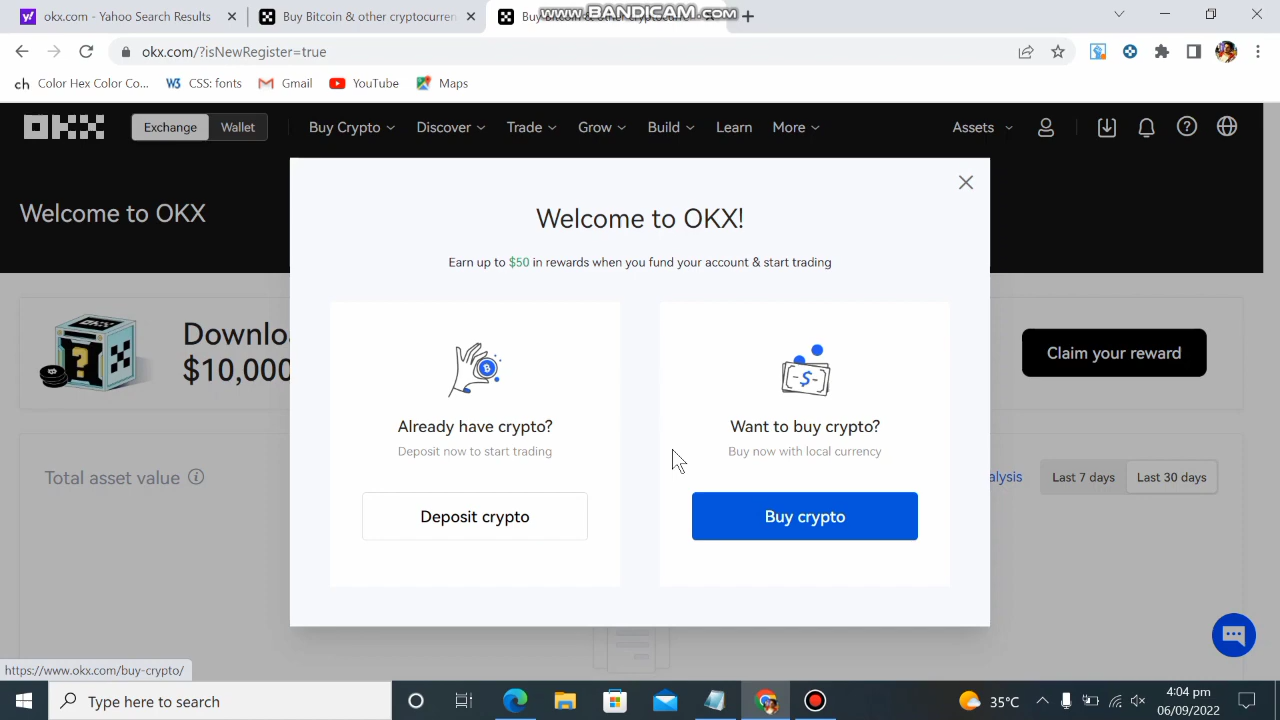 okx.com - Yahoo Search Results
Buy Bitcoin & other cryptocurren
www.BANDICAM.com
okx.com/?isNewRegister=true
ch Color Hex Color Co...
W3 CSS: fonts
Gmail
YouTube
Maps
OKX
Exchange
Wallet
Buy Crypto
Discover
Trade
Grow
Build
Learn
More
Assets
Welcome to OKX
Welcome to OKX!
Earn up to $50 in rewards when you fund your account & start trading
Downlo
$10,000
Claim your reward
Already have crypto?
Deposit now to start trading
Deposit crypto
Want to buy crypto?
Buy now with local currency
Buy crypto
Total asset value
alysis
Last 7 days
Last 30 days
https://www.okx.com/buy-crypto/
Type here to search
35°C
4:04 pm
06/09/2022